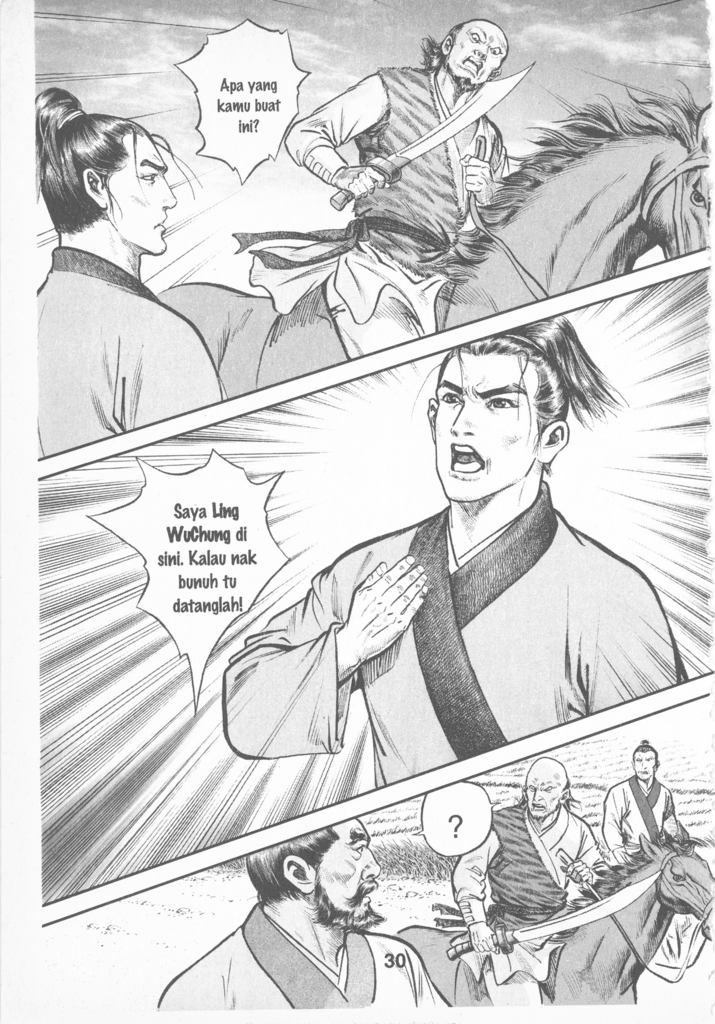 Apa yang
kamu buat
ini?
Saya Ling
WuChung di
sini. Kalau nak
bunuh tu
datanglah!
?
30